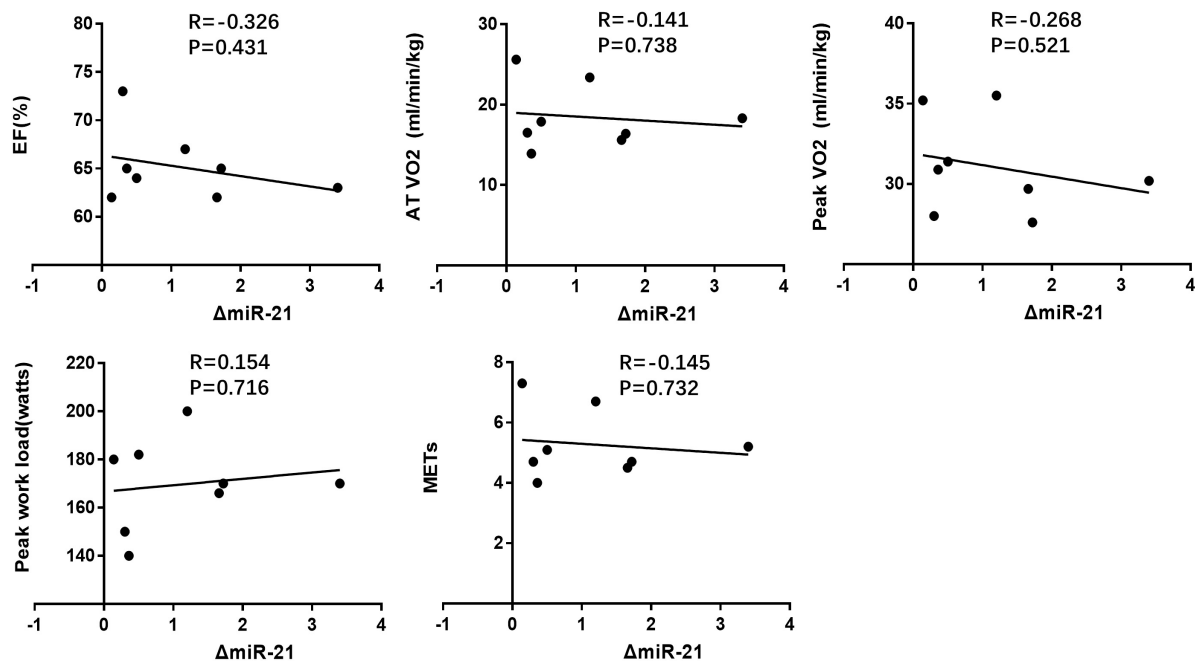 R=-0.326
P=0.431
EF(%)
80
75
70
65
60
-1 0 1 2 3 4
ΔmiR-21
R=-0.141
P=0.738
AT VO2 (ml/min/kg)
30
20
10
-1 0 1 2 3 4
ΔmiR-21
R=-0.268
P=0.521
Peak VO2 (ml/min/kg)
40
35
30
-1 0 1 2 3 4
ΔmiR-21
R=0.154
P=0.716
Peak work load(watts)
220
200
180
160
140
-1 0 1 2 3 4
ΔmiR-21
R=-0.145
P=0.732
METs
8
6
4
2
-1 0 1 2 3 4
ΔmiR-21